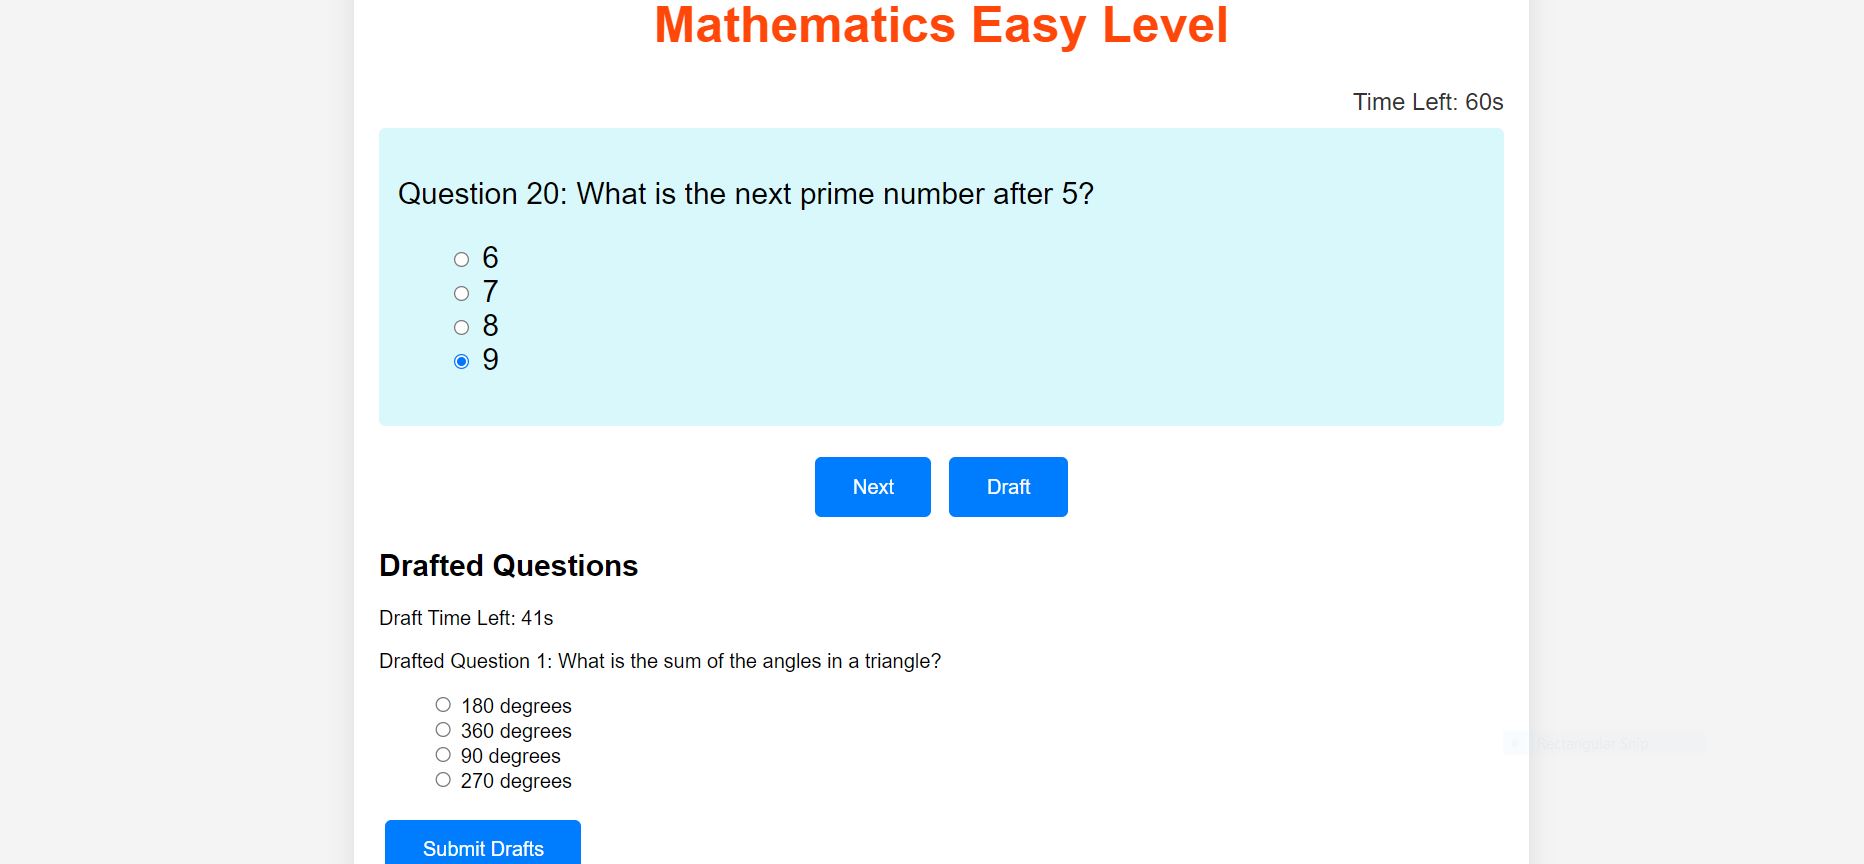 Mathematics Easy Level
Time Left: 60s
Question 20: What is the next prime number after 5?
6
7
8
9
Next
Draft
Drafted Questions
Draft Time Left: 41s
Drafted Question 1: What is the sum of the angles in a triangle?
180 degrees
360 degrees
90 degrees
270 degrees
Rectangular Snip
Submit Drafts